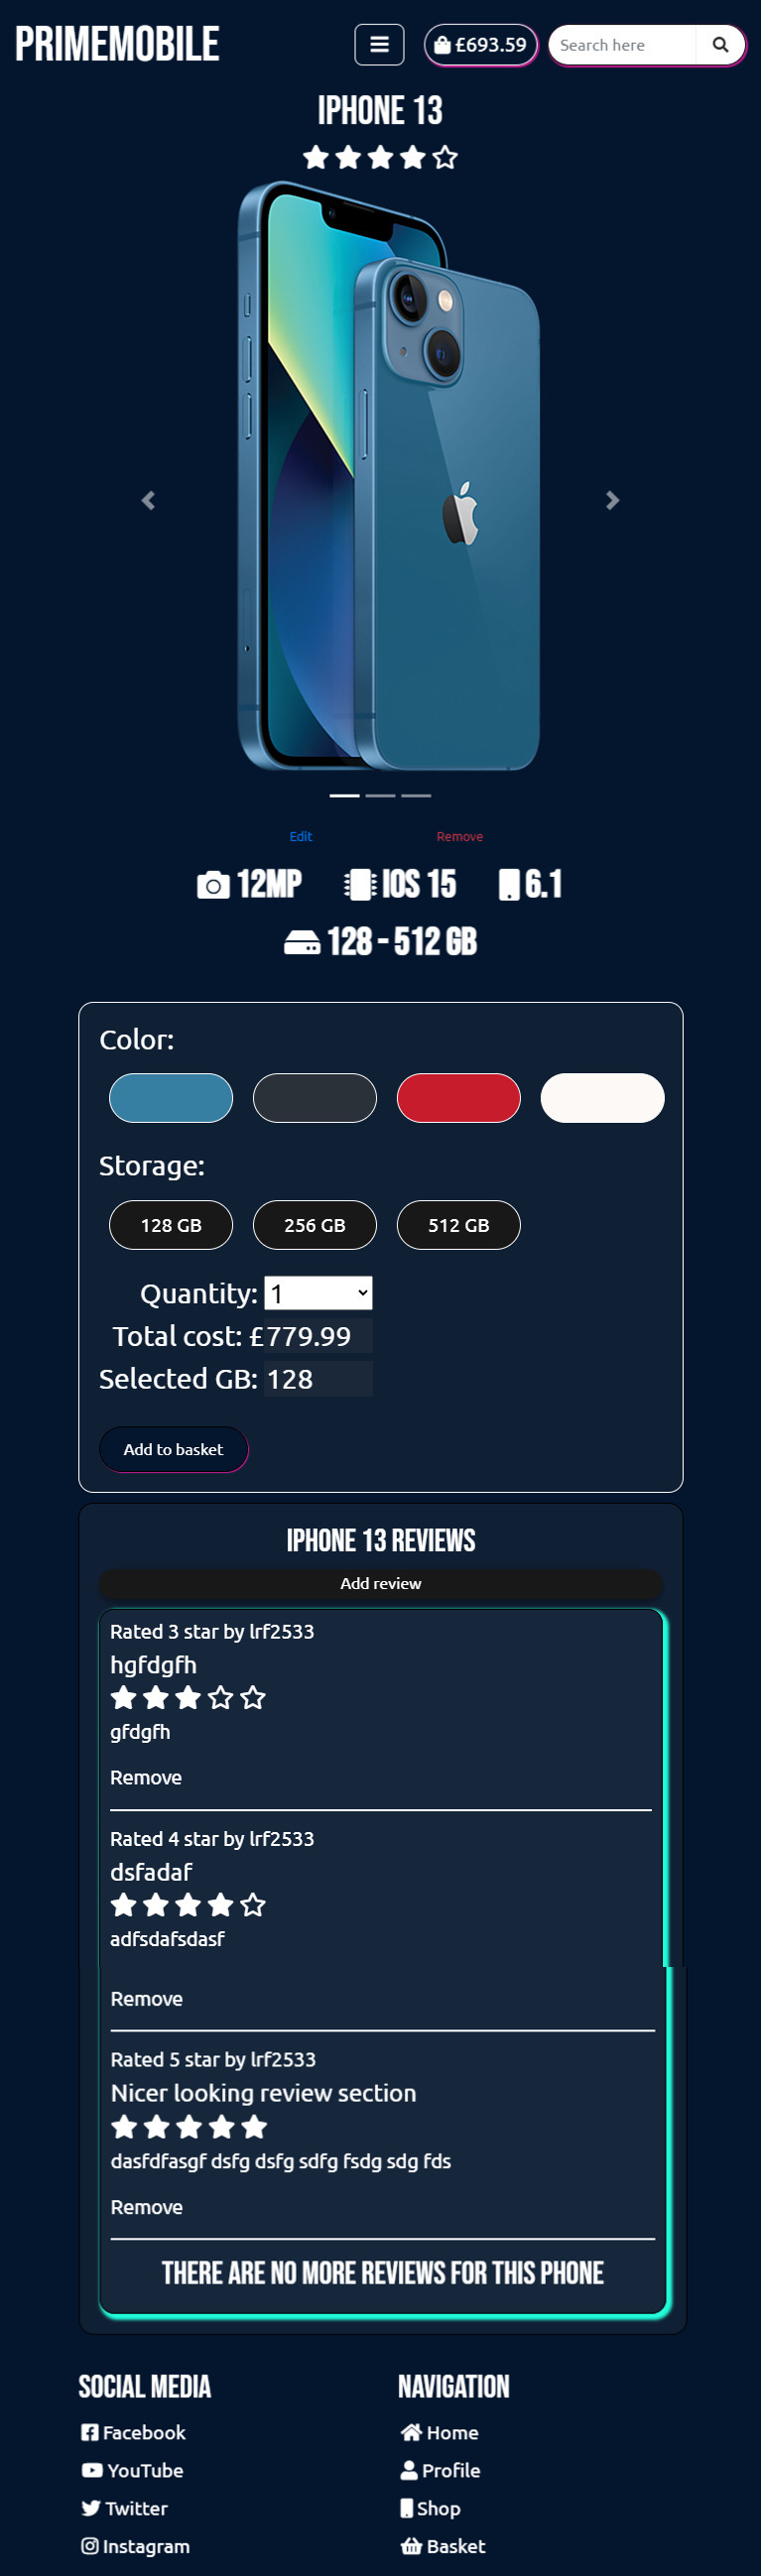 PRIMEMOBILE
£693.59
Search here
IPHONE 13
Edit
Remove
12MP
IOS 15
6.1
128 - 512 GB
Color:
Storage:
128 GB
256 GB
512 GB
Quantity: 1
Total cost: £779.99
Selected GB: 128
Add to basket
IPHONE 13 REVIEWS
Add review
Rated 3 star by lrf2533
hgfdgfh
gfdgfh
Remove
Rated 4 star by lrf2533
dsfadaf
adfsdafsdasf
Remove
Rated 5 star by lrf2533
Nicer looking review section
dasfdfasgf dsfg dsfg sdfg fsdg sdg fds
Remove
THERE ARE NO MORE REVIEWS FOR THIS PHONE
SOCIAL MEDIA
Facebook
YouTube
Twitter
Instagram
NAVIGATION
Home
Profile
Shop
Basket